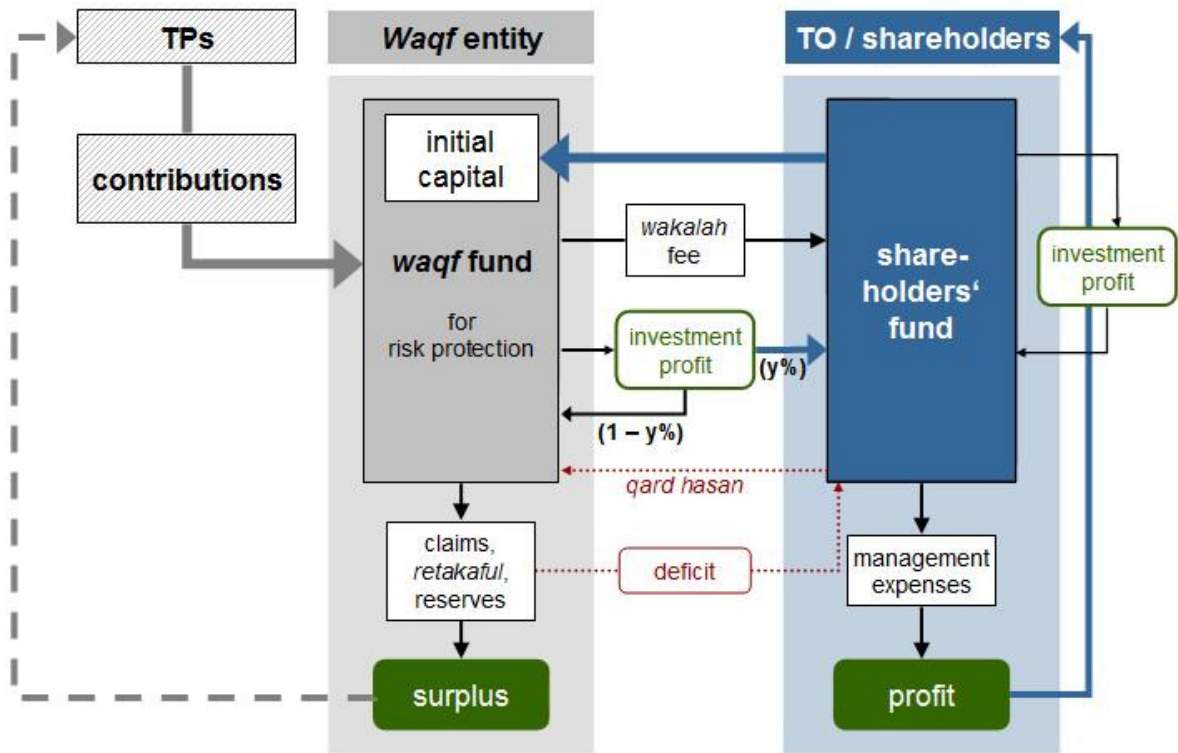 TPs
Waqf entity
TO / shareholders
contributions
initial
capital
waqf fund
for
risk protection
wakalah
fee
share-
holders‘
fund
investment
profit
investment
profit
(y%)
(1 – y%)
qard hasan
claims,
retakaful,
reserves
deficit
management
expenses
surplus
profit